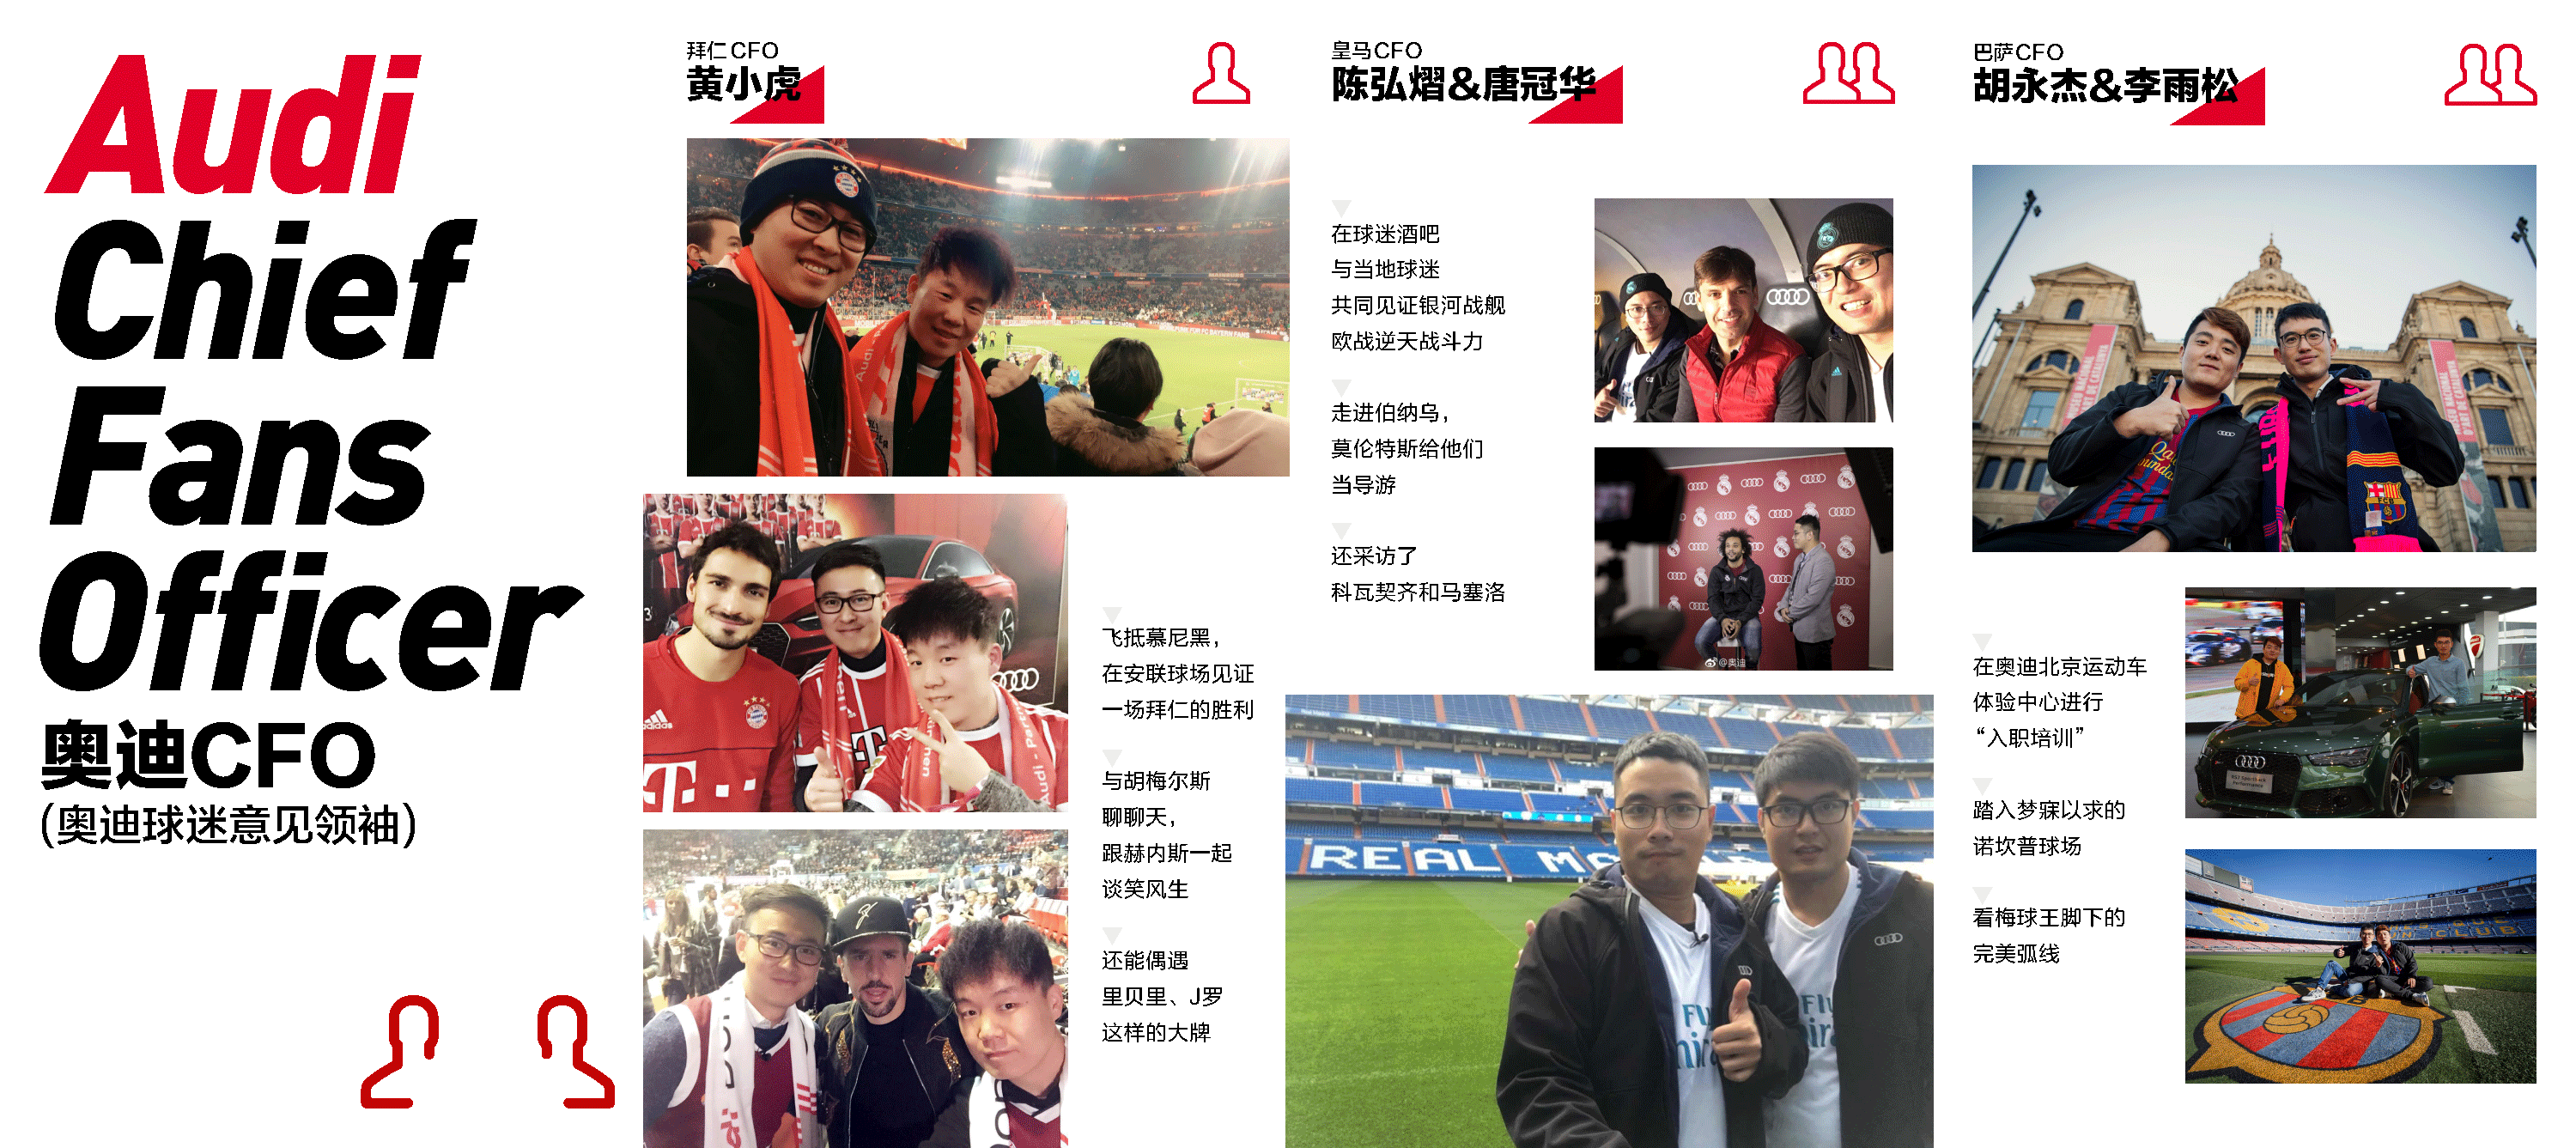 Audi
Chief
Fans
Officer
奥迪CFO
(奥迪球迷意见领袖)
拜仁CFO
黄小虎
飞抵慕尼黑，
在安联球场见证
一场拜仁的胜利
与胡梅尔斯
聊聊天，
跟赫内斯一起
谈笑风生
还能偶遇
里贝里、J罗
这样的大牌
皇马CFO
陈弘熠&唐冠华
在球迷酒吧
与当地球迷
共同见证银河战舰
欧战逆天战斗力
走进伯纳乌，
莫伦特斯给他们
当导游
还采访了
科瓦契齐和马塞洛
@奥迪
REAL MA
FLY
巴萨CFO
胡永杰&李雨松
在奥迪北京运动车
体验中心进行
“入职培训”
踏入梦寐以求的
诺坎普球场
看梅球王脚下的
完美弧线